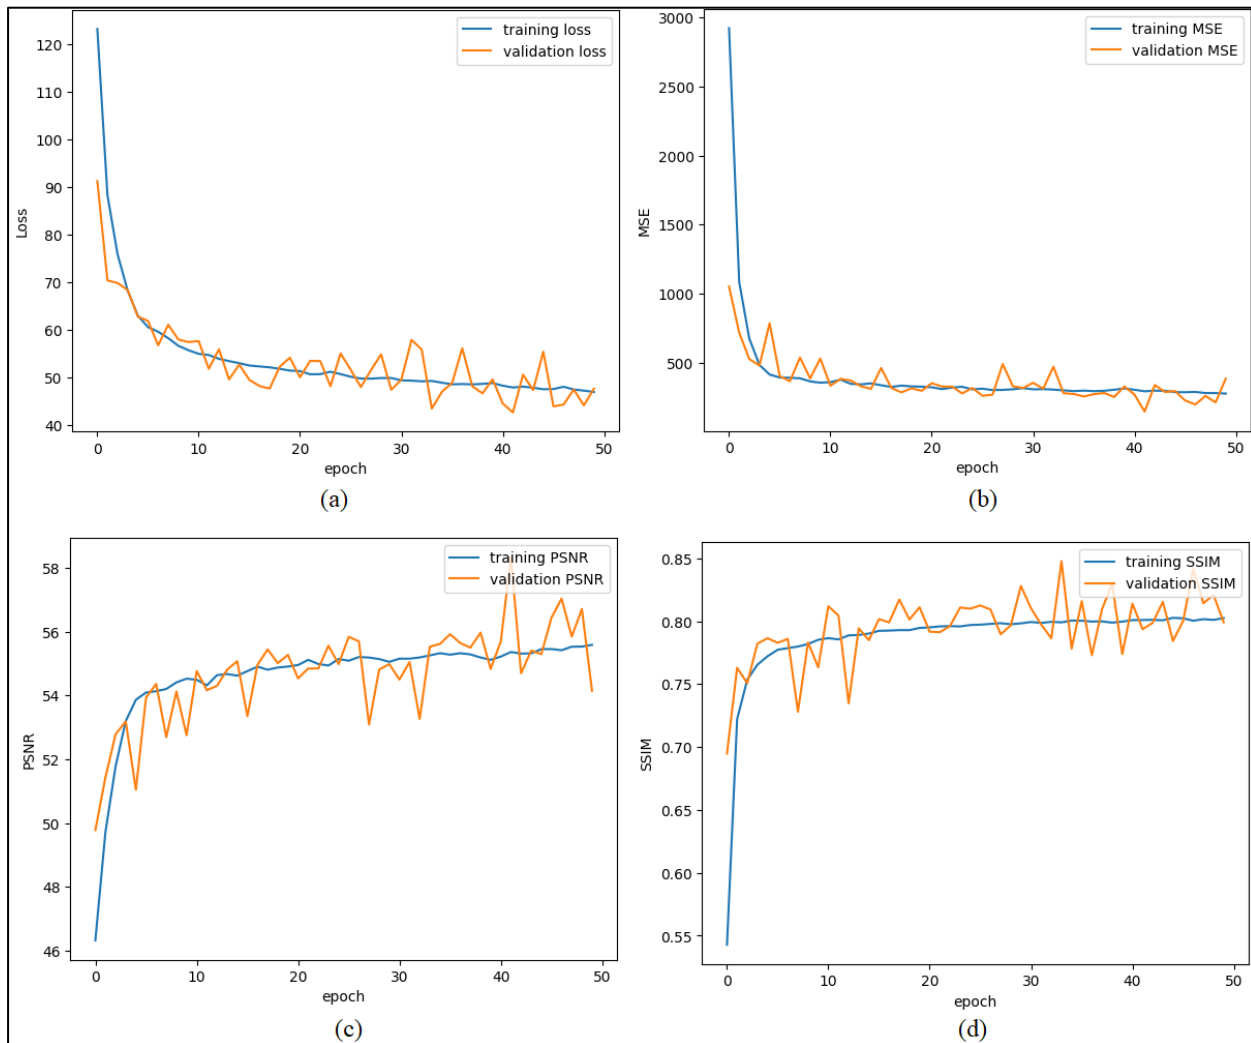 training loss
validation loss
120
110
100
90
80
70
60
50
40
Loss
0 10 20 30 40 50
epoch
(a)
training MSE
validation MSE
3000
2500
2000
1500
1000
500
MSE
0 10 20 30 40 50
epoch
(b)
training PSNR
validation PSNR
58
56
54
52
50
48
46
PSNR
0 10 20 30 40 50
epoch
(c)
training SSIM
validation SSIM
0.85
0.80
0.75
0.70
0.65
0.60
0.55
SSIM
0 10 20 30 40 50
epoch
(d)